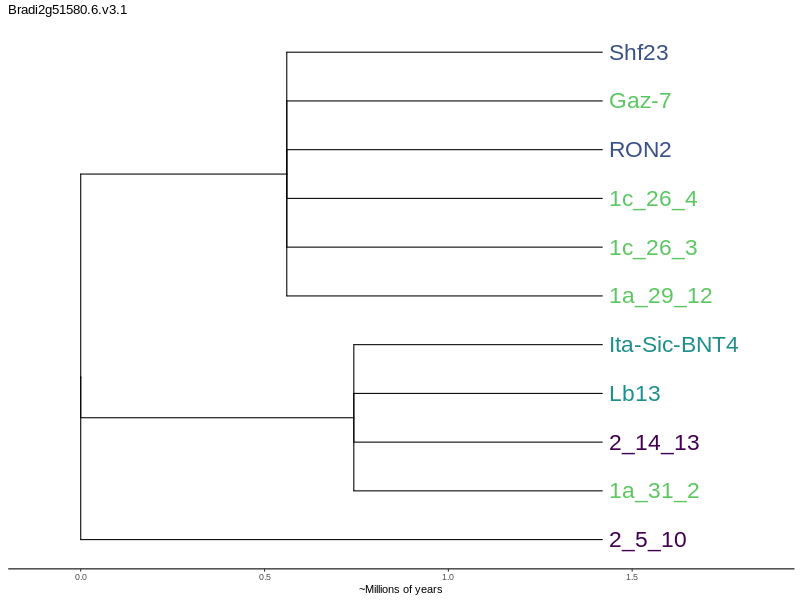 Bradi2g51580.6.v3.1
Shf23
Gaz-7
RON2
1c_26_4
1c_26_3
1a_29_12
Ita-Sic-BNT4
Lb13
2_14_13
1a_31_2
2_5_10
0.0 0.5 1.0 1.5
~Millions of years